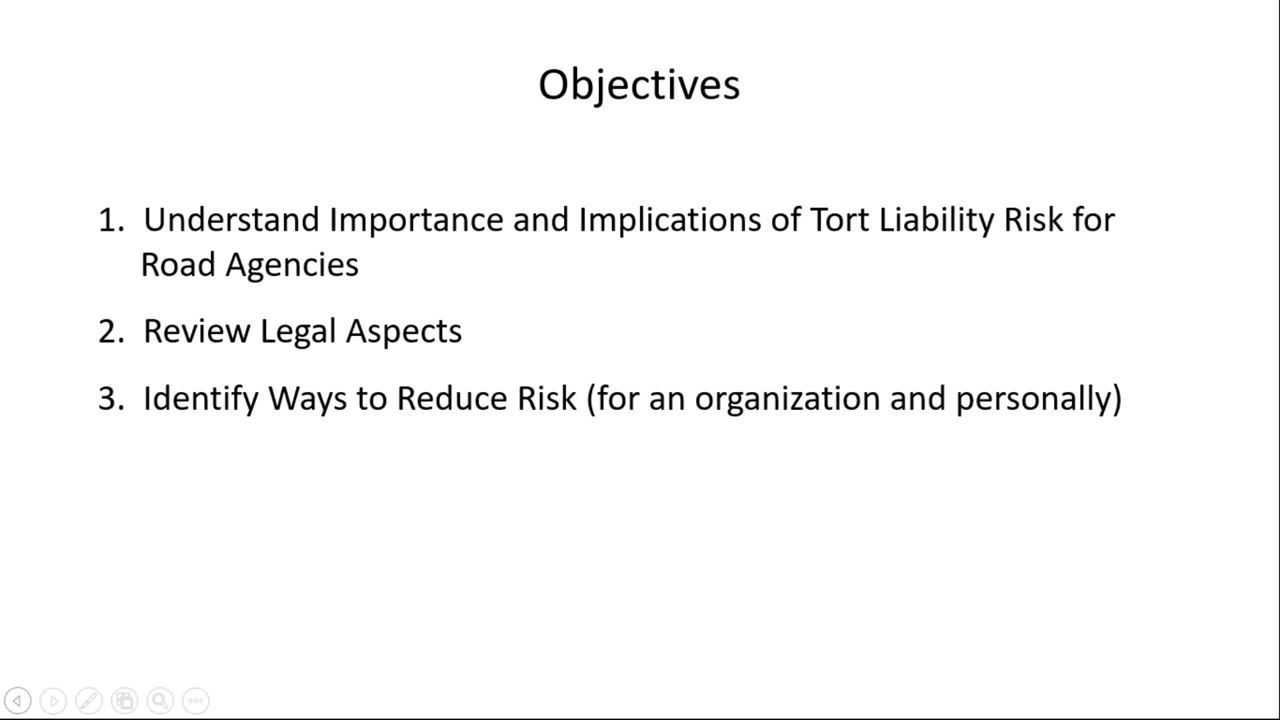 Objectives
1. Understand Importance and Implications of Tort Liability Risk for
Road Agencies
2. Review Legal Aspects
3. Identify Ways to Reduce Risk (for an organization and personally)